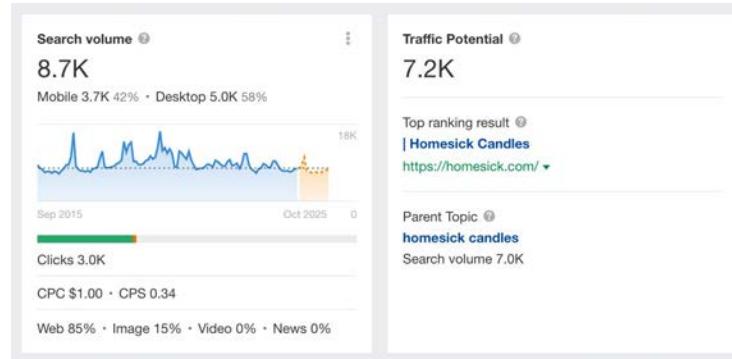 Search volume
8.7K
Mobile 3.7K 42% · Desktop 5.0K 58%
18K
Sep 2015 Oct 2025 0
Clicks 3.0K
CPC $1.00 · CPS 0.34
Web 85% · Image 15% · Video 0% · News 0%
Traffic Potential
7.2K
Top ranking result
| Homesick Candles
https://homesick.com/
Parent Topic
homesick candles
Search volume 7.0K